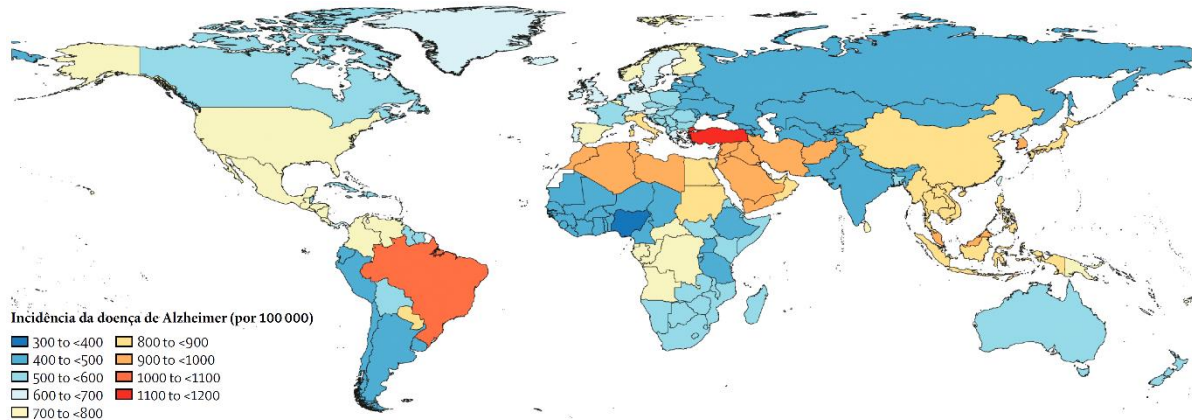 Incidência da doença de Alzheimer (por 100 000)
300 to <400
400 to <500
500 to <600
600 to <700
700 to <800
800 to <900
900 to <1000
1000 to <1100
1100 to <1200